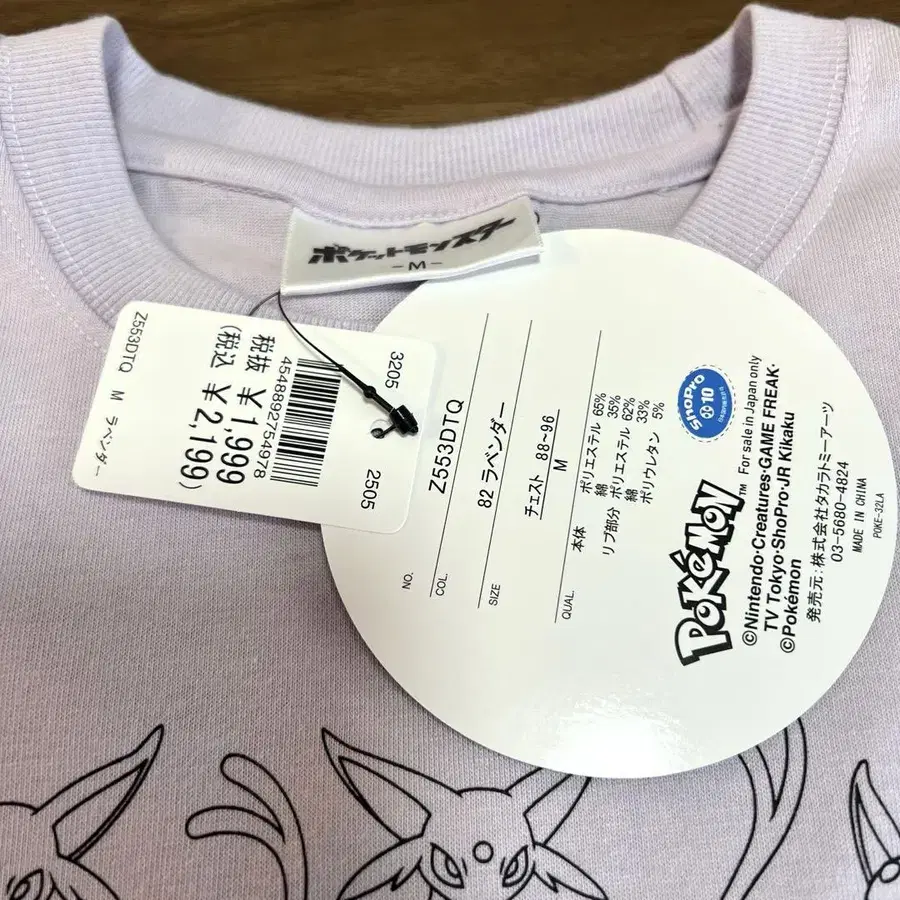 ポケットモンスター
-M-
Z553DTQ M ラベンダー
税抜 ¥1,999
(税込 ¥2,199)
4548892754978
3205
2505
NO. Z553DTQ
COL. 82 ラベンダー
SIZE チェスト 88~96
M
QUAL. 本体 ポリエステル 65%
綿 35%
リブ部分 ポリエステル 62%
綿 33%
ポリウレタン 5%
ShoPro
10
POKéMON™ For sale in Japan only
©Nintendo·Creatures·GAME FREAK·
TV Tokyo·ShoPro·JR Kikaku
©Pokémon
発売元:株式会社タカラトミーアーツ
03-5680-4824
MADE IN CHINA
POKE-32LA